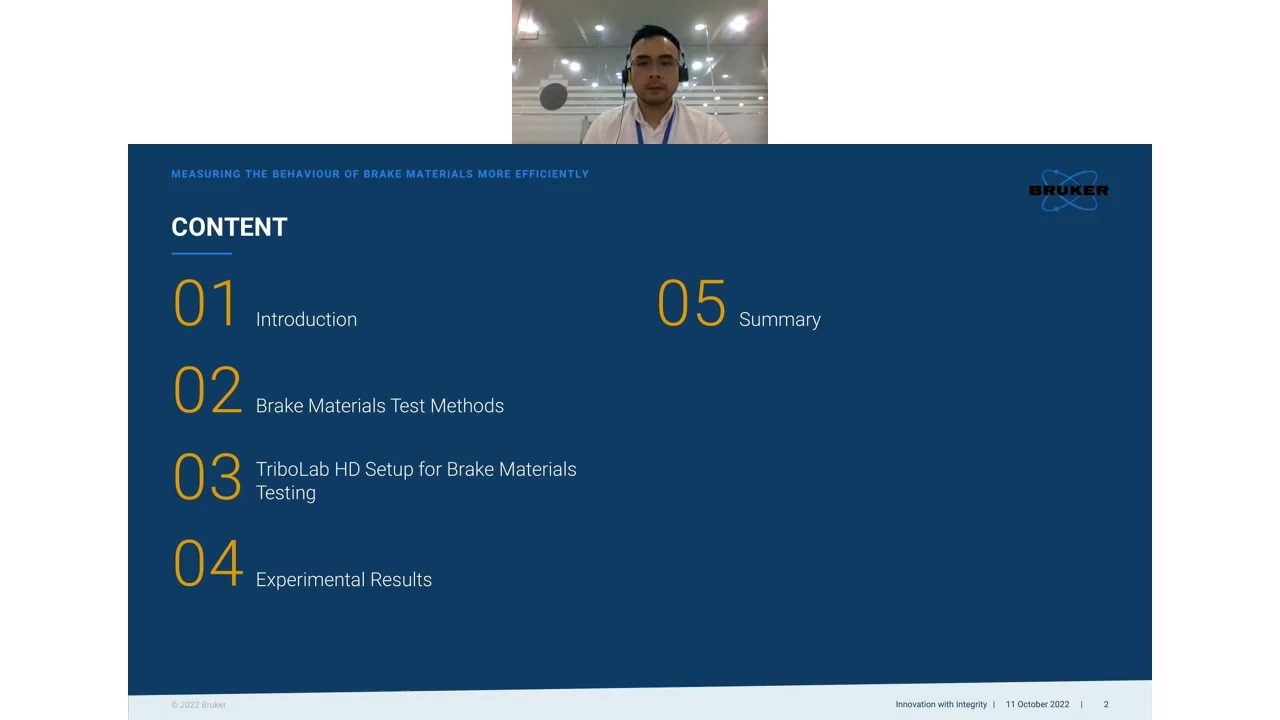 MEASURING THE BEHAVIOUR OF BRAKE MATERIALS MORE EFFICIENTLY
BRUKER
CONTENT
01 Introduction
02 Brake Materials Test Methods
03 TriboLab HD Setup for Brake Materials
Testing
04 Experimental Results
05 Summary
© 2022 Bruker
Innovation with Integrity | 11 October 2022 | 2